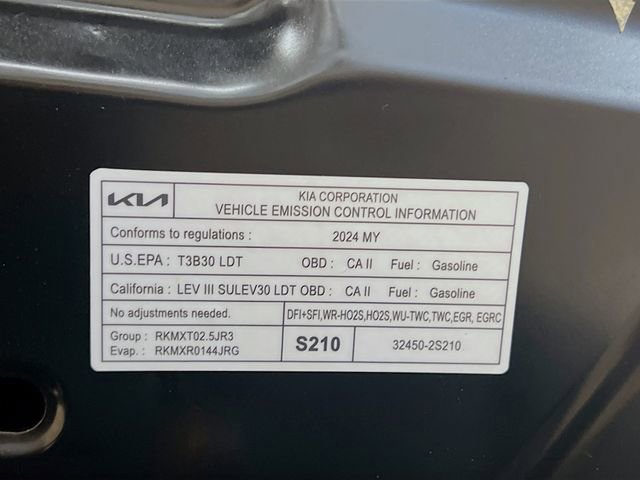 KIA
KIA CORPORATION
VEHICLE EMISSION CONTROL INFORMATION
Conforms to regulations : 2024 MY
U.S.EPA : T3B30 LDT OBD : CA II Fuel : Gasoline
California : LEV III SULEV30 LDT OBD : CA II Fuel : Gasoline
No adjustments needed. DFI+SFI,WR-HO2S,HO2S,WU-TWC,TWC,EGR, EGRC
Group : RKMXT02.5JR3
Evap. : RKMXR0144JRG
S210
32450-2S210